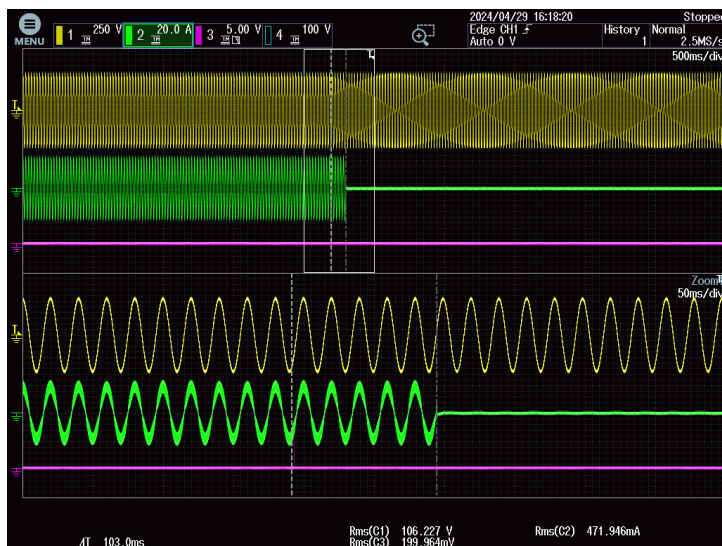 2024/04/29 16:18:20 Stopped
MENU
1 250 V 2 20.0 A 3 5.00 V 4 100 V
Edge CH1
Auto 0 V
History
1
Normal
2.5MS/s
500ms/div
Zoom1
50ms/div
Rms(C1) 106.227 V Rms(C2) 471.946mA
Rms(C3) 199.964mV
ΔT 103.0ms